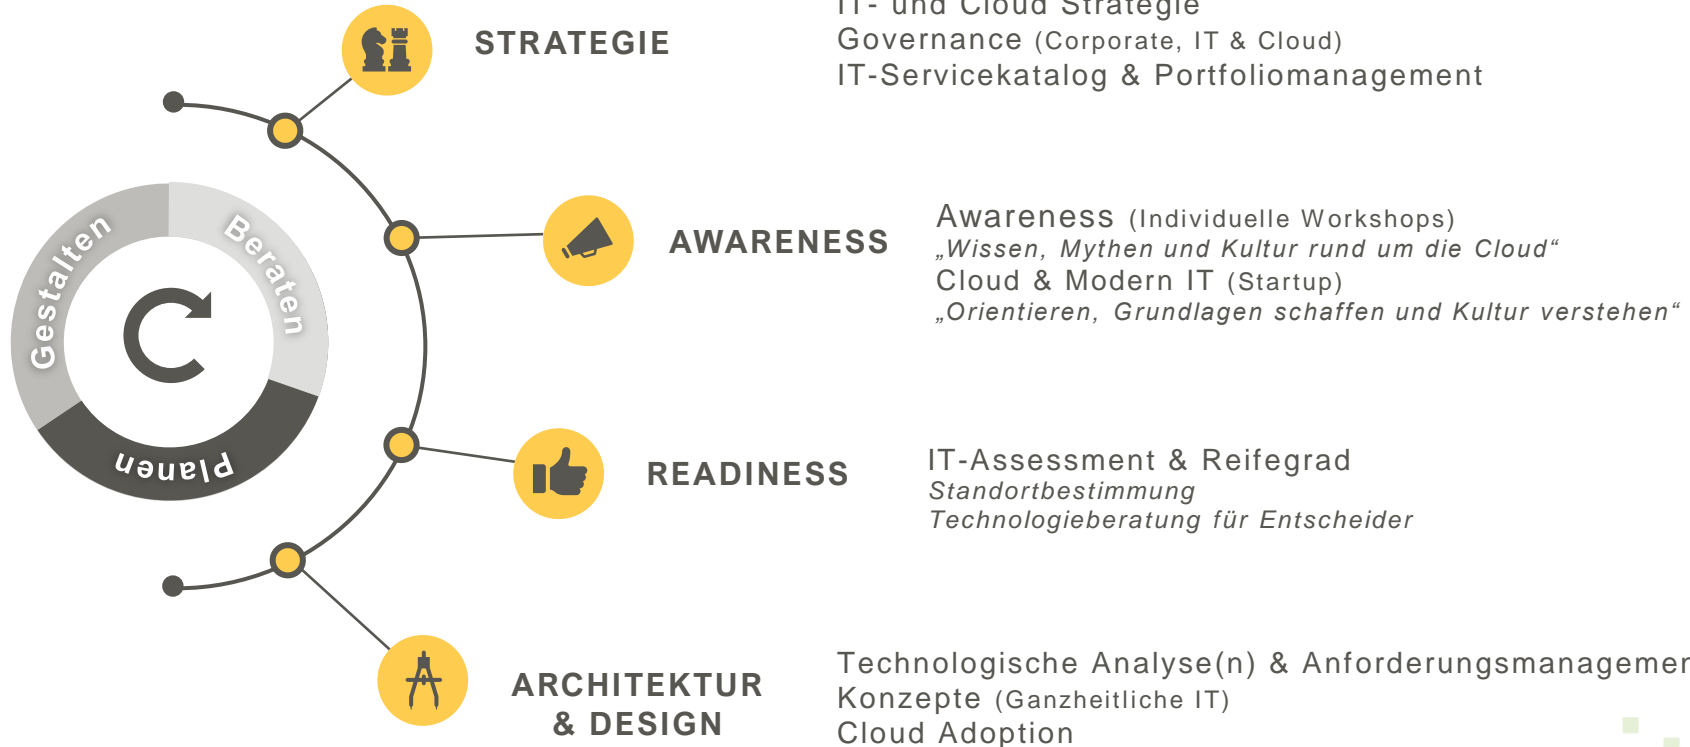 IT- und Cloud Strategie
STRATEGIE
Governance (Corporate, IT & Cloud)
IT-Servicekatalog & Portfoliomanagement
Gestalten
Beraten
Planen
AWARENESS
Awareness (Individuelle Workshops)
„Wissen, Mythen und Kultur rund um die Cloud“
Cloud & Modern IT (Startup)
„Orientieren, Grundlagen schaffen und Kultur verstehen“
READINESS
IT-Assessment & Reifegrad
Standortbestimmung
Technologieberatung für Entscheider
ARCHITEKTUR
& DESIGN
Technologische Analyse(n) & Anforderungsmanagemen
Konzepte (Ganzheitliche IT)
Cloud Adoption